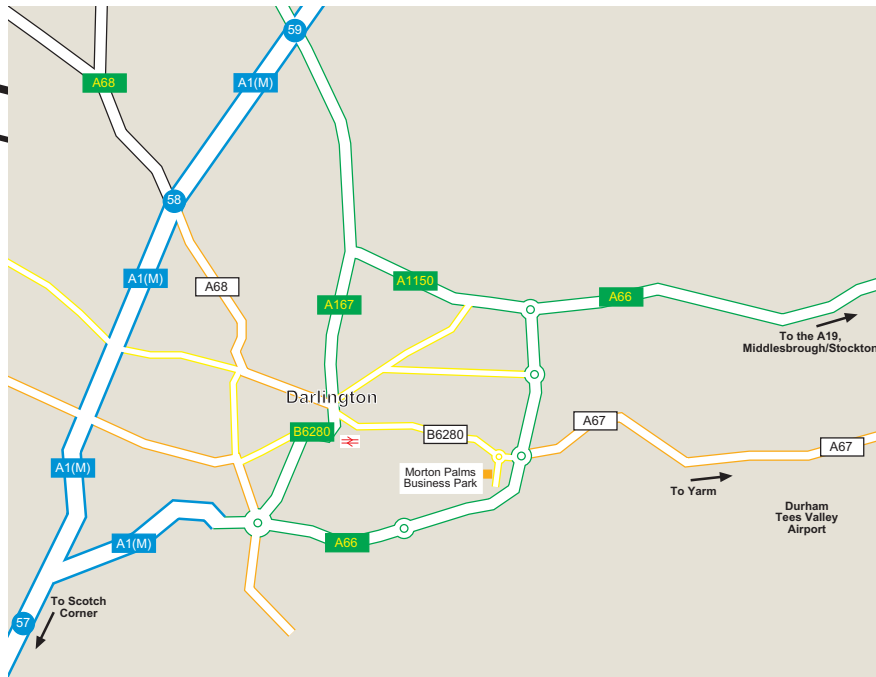 59
A68
A1(M)
58
A1(M)
A68
A1150
A167
A66
To the A19,
Middlesbrough/Stockton
Darlington
B6280
B6280
A67
A67
A1(M)
Morton Palms
Business Park
To Yarm
Durham
Tees Valley
Airport
A1(M)
A66
To Scotch
Corner
57